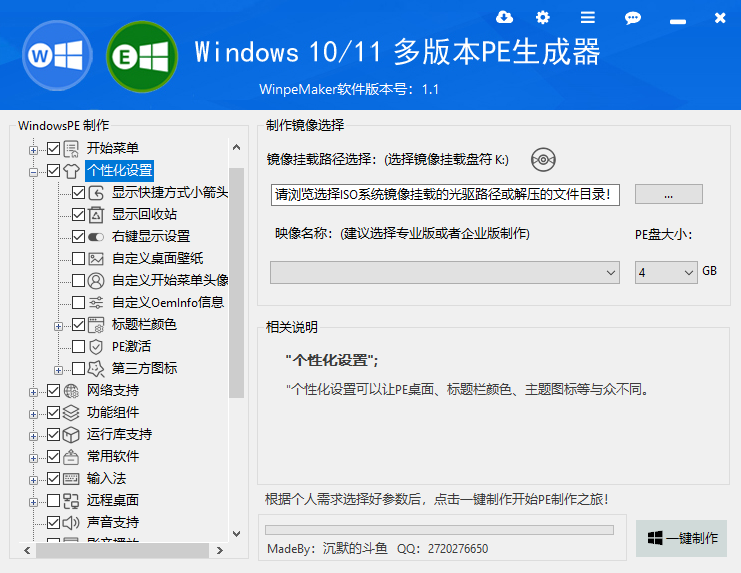 W
E
Windows 10/11 多版本PE生成器
WinpeMaker软件版本号：1.1
WindowsPE 制作
开始菜单
个性化设置
显示快捷方式小箭头
显示回收站
右键显示设置
自定义桌面壁纸
自定义开始菜单头像
自定义OemInfo信息
标题栏颜色
PE激活
第三方图标
网络支持
功能组件
运行库支持
常用软件
输入法
远程桌面
声音支持
制作镜像选择
镜像挂载路径选择：(选择镜像挂载盘符 K:)
请浏览选择ISO系统镜像挂载的光驱路径或解压的文件目录！
...
映像名称：(建议选择专业版或者企业版制作)
PE盘大小：
4
GB
相关说明
"个性化设置"；
"个性化设置可以让PE桌面、标题栏颜色、主题图标等与众不同。
根据个人需求选择好参数后，点击一键制作开始PE制作之旅！
MadeBy：沉默的斗鱼 QQ：2720276650
一键制作